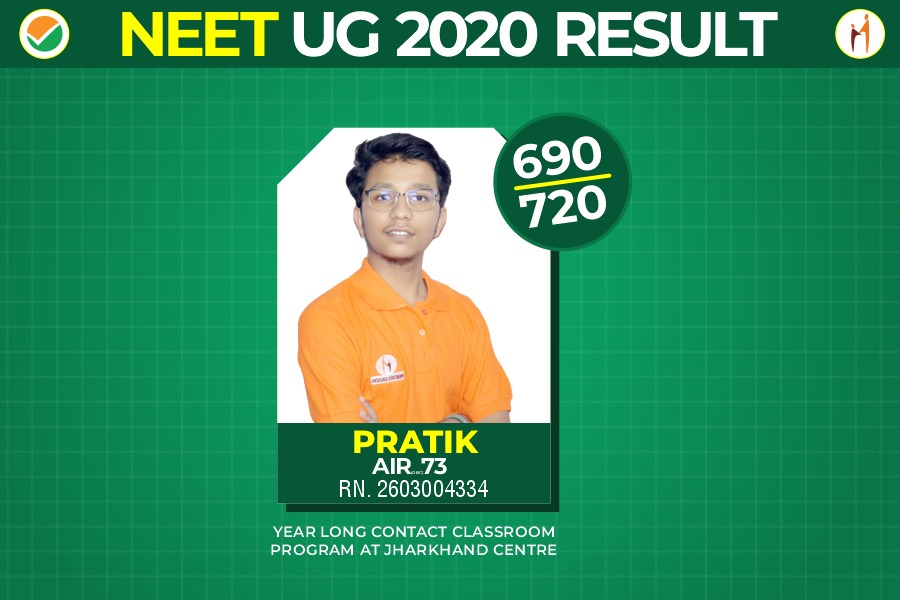 NEET UG 2020 RESULT
690
720
PRATIK
AIR(OBC)73
RN. 2603004334
YEAR LONG CONTACT CLASSROOM
PROGRAM AT JHARKHAND CENTRE